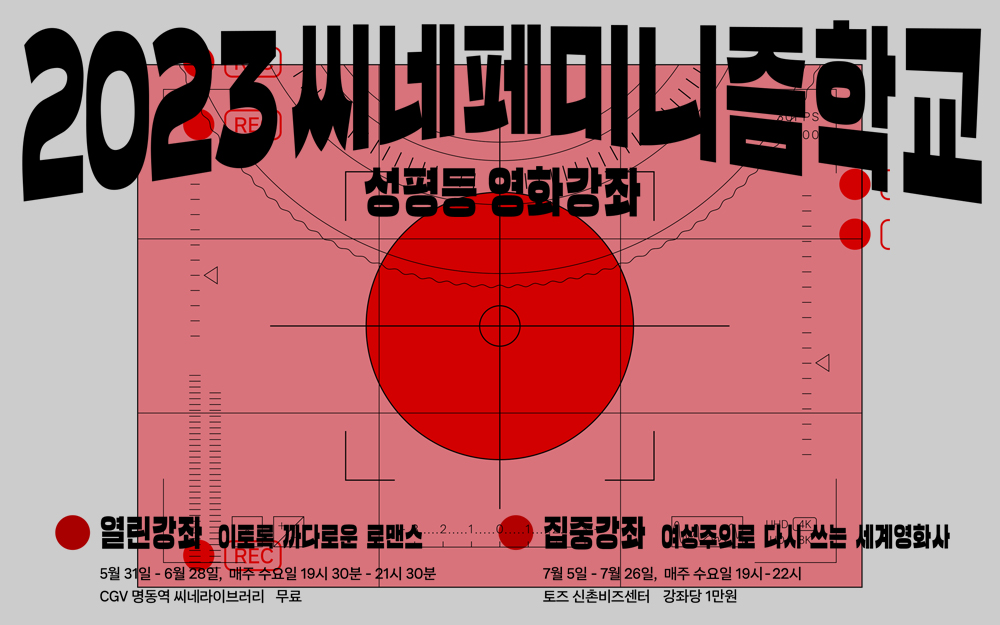 2023 씨네페미니즘학교
성평등 영화강좌
REC
열린강좌 이토록 까다로운 로맨스
5월 31일 - 6월 28일, 매주 수요일 19시 30분 - 21시 30분
CGV 명동역 씨네라이브러리 무료
REC
집중강좌 여성주의로 다시 쓰는 세계영화사
7월 5일 - 7월 26일, 매주 수요일 19시 - 22시
토즈 신촌비즈센터 강좌당 1만원